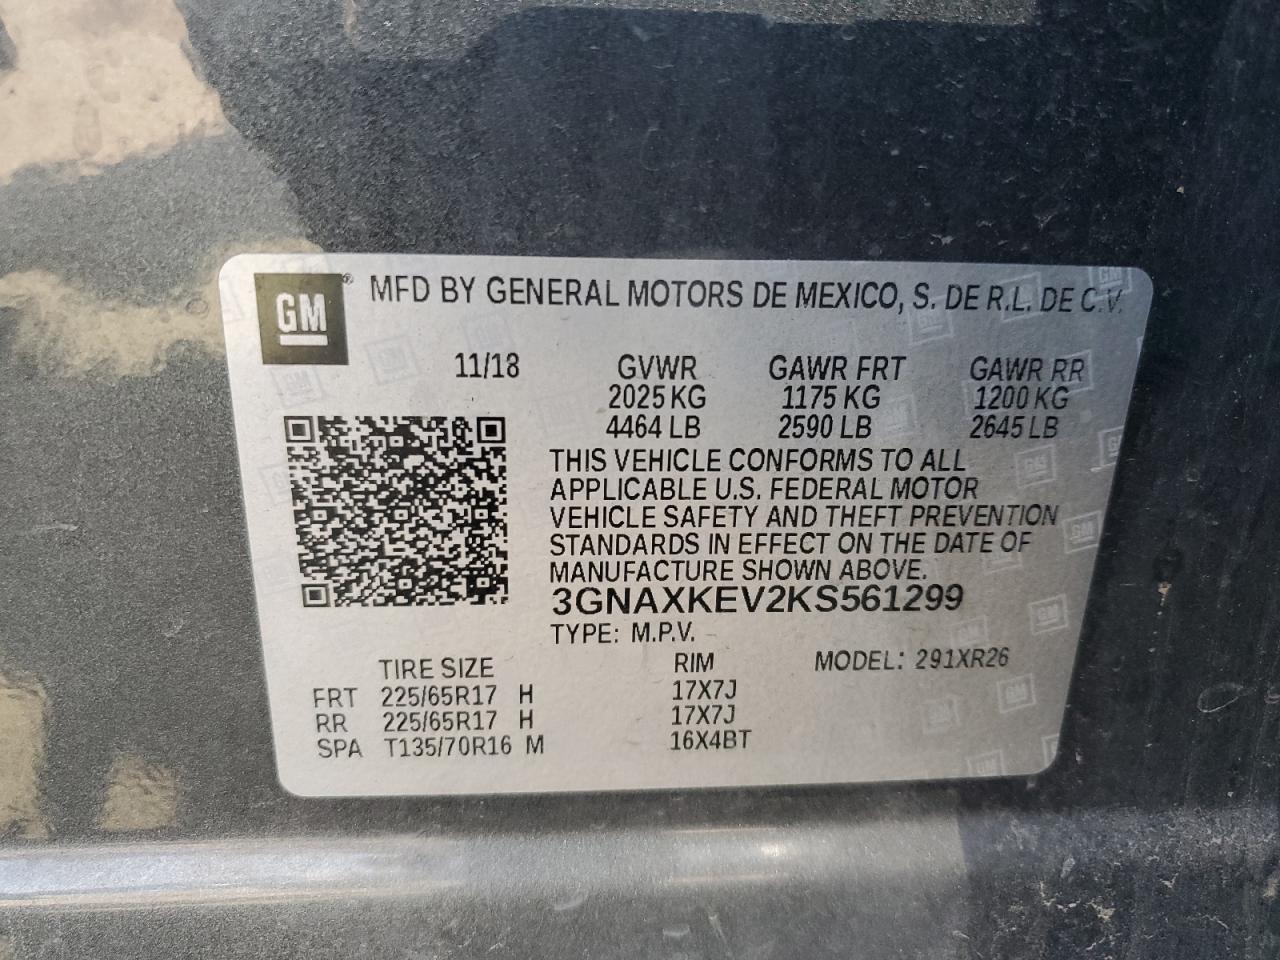 GM ® MFD BY GENERAL MOTORS DE MEXICO, S. DE R.L. DE C.V.
11/18 GVWR GAWR FRT GAWR RR
2025 KG 1175 KG 1200 KG
4464 LB 2590 LB 2645 LB
THIS VEHICLE CONFORMS TO ALL
APPLICABLE U.S. FEDERAL MOTOR
VEHICLE SAFETY AND THEFT PREVENTION
STANDARDS IN EFFECT ON THE DATE OF
MANUFACTURE SHOWN ABOVE.
3GNAXKEV2KS561299
TYPE: M.P.V.
TIRE SIZE RIM MODEL: 291XR26
FRT 225/65R17 H 17X7J
RR 225/65R17 H 17X7J
SPA T135/70R16 M 16X4BT